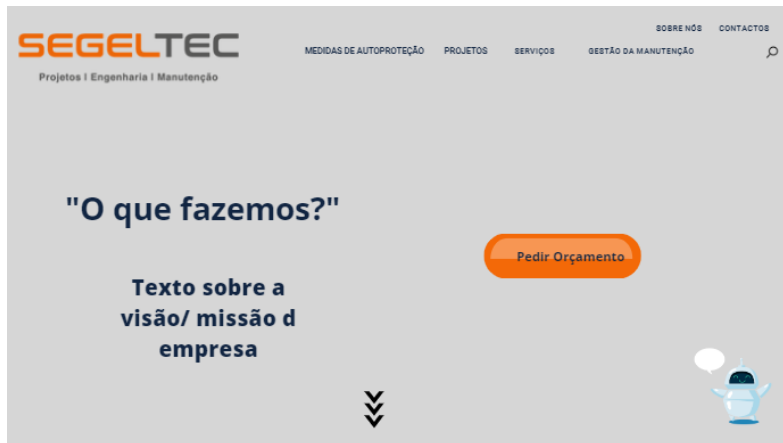 SOBRE NÓS CONTACTOS
SEGELTEC
MEDIDAS DE AUTOPROTEÇÃO PROJETOS SERVIÇOS GESTÃO DA MANUTENÇÃO
Projetos I Engenharia I Manutenção
"O que fazemos?"
Pedir Orçamento
Texto sobre a
visão/ missão d
empresa